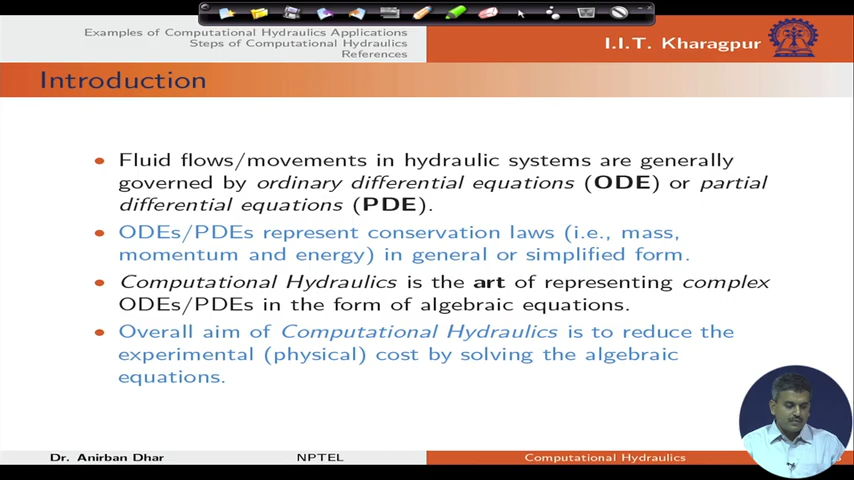 Examples of Computational Hydraulics Applications
Steps of Computational Hydraulics
References
I.I.T. Kharagpur
Introduction
• Fluid flows/movements in hydraulic systems are generally
governed by ordinary differential equations (ODE) or partial
differential equations (PDE).
• ODEs/PDEs represent conservation laws (i.e., mass,
momentum and energy) in general or simplified form.
• Computational Hydraulics is the art of representing complex
ODEs/PDEs in the form of algebraic equations.
• Overall aim of Computational Hydraulics is to reduce the
experimental (physical) cost by solving the algebraic
equations.
Dr. Anirban Dhar
NPTEL
Computational Hydraulics